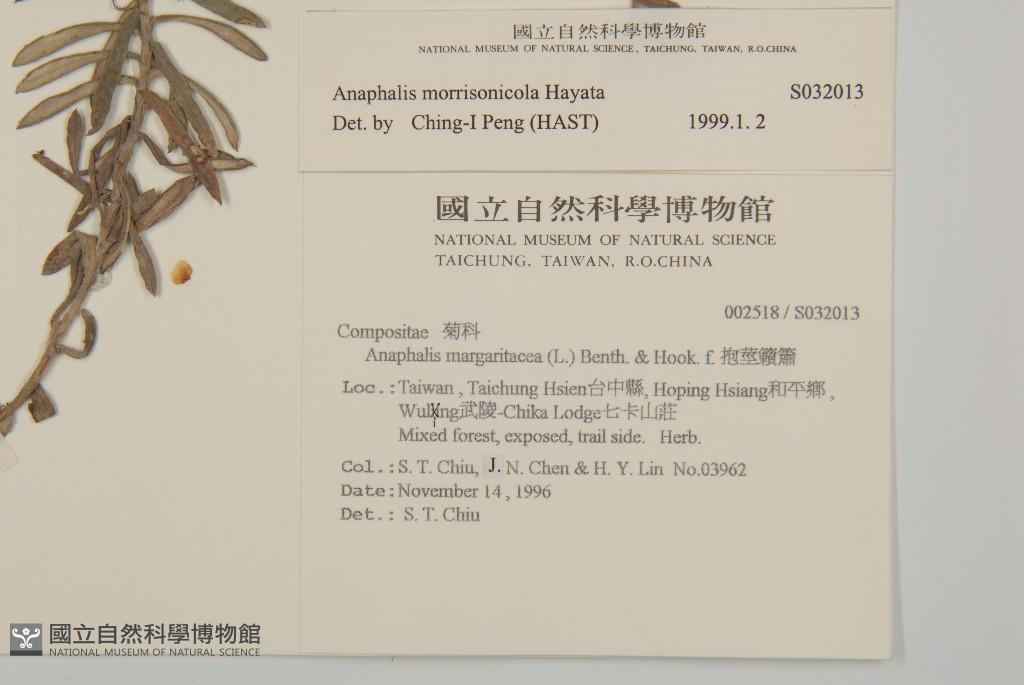 國立自然科學博物館
NATIONAL MUSEUM OF NATURAL SCIENCE, TAICHUNG, TAIWAN, R.O.CHINA
Anaphalis morrisonicola Hayata S032013
Det. by Ching-I Peng (HAST) 1999.1. 2
國立自然科學博物館
NATIONAL MUSEUM OF NATURAL SCIENCE
TAICHUNG, TAIWAN, R.O.CHINA
002518 / S032013
Compositae 菊科
Anaphalis margaritacea (L.) Benth. & Hook. f. 抱莖籟簫
Loc.: Taiwan , Taichung Hsien台中縣, Hoping Hsiang和平鄉 ,
武陵-Chika Lodge七卡山莊
Mixed forest, exposed, trail side. Herb.
Col.: S. T. Chiu, J. N. Chen & H. Y. Lin No.03962
Date: November 14 , 1996
Det.: S. T. Chiu
國立自然科學博物館
NATIONAL MUSEUM OF NATURAL SCIENCE